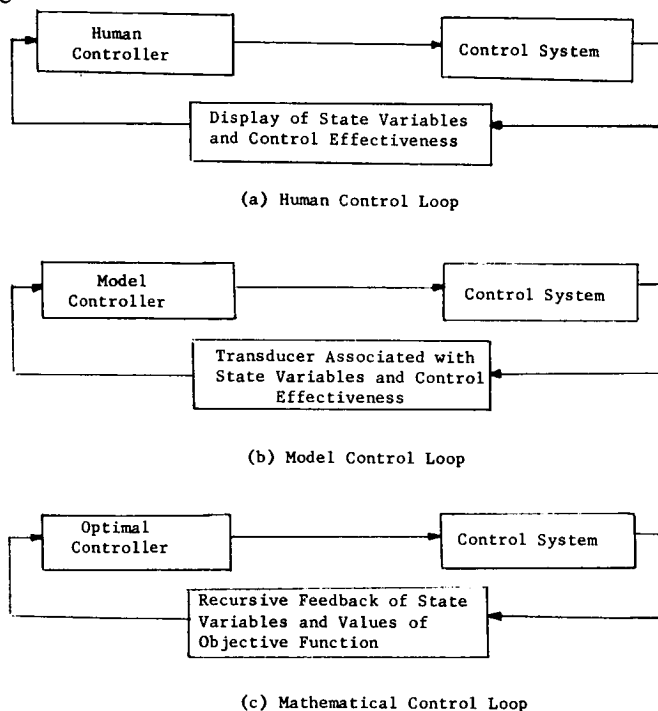 Human
Controller
Control System
Display of State Variables
and Control Effectiveness
(a) Human Control Loop
Model
Controller
Control System
Transducer Associated with
State Variables and Control
Effectiveness
(b) Model Control Loop
Optimal
Controller
Control System
Recursive Feedback of State
Variables and Values of
Objective Function
(c) Mathematical Control Loop